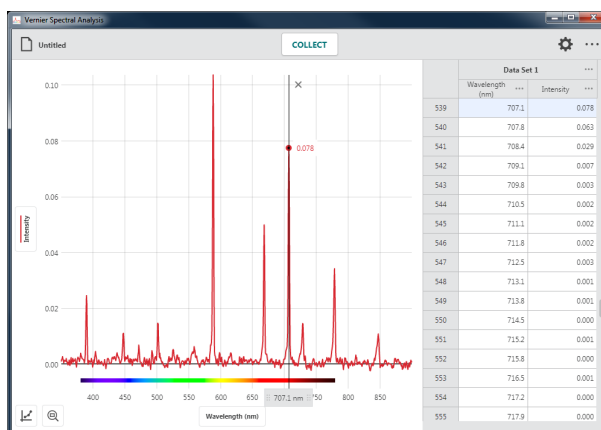 Vernier Spectral Analysis
Untitled
COLLECT
Data Set 1 ···
Wavelength (nm) ··· Intensity ···
539 707.1 0.078
540 707.8 0.063
541 708.4 0.029
542 709.1 0.007
543 709.8 0.003
544 710.5 0.002
545 711.1 0.002
546 711.8 0.002
547 712.5 0.003
548 713.1 0.001
549 713.8 0.001
550 714.5 0.000
551 715.2 0.001
552 715.8 0.000
553 716.5 0.001
554 717.2 0.000
555 717.9 0.000
0.10
0.08
0.078
0.06
Intensity
0.04
0.02
0.00
400 450 500 550 600 650 707.1 nm 750 800 850
Wavelength (nm)